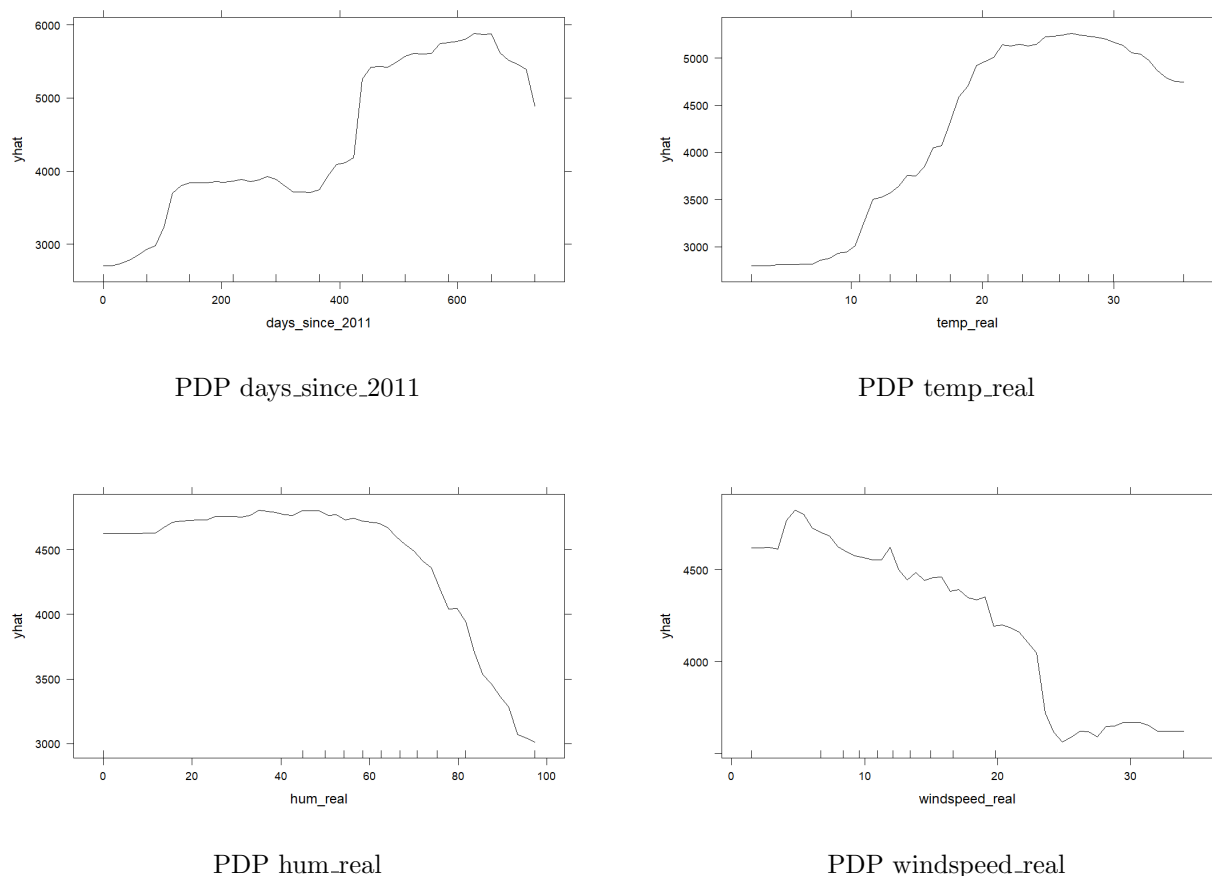 6000
5000
4000
3000
yhat
0 200 400 600
days_since_2011
PDP days_since_2011
5000
4500
4000
3500
3000
yhat
10 20 30
temp_real
PDP temp_real
4500
4000
3500
3000
yhat
0 20 40 60 80 100
hum_real
PDP hum_real
4500
4000
yhat
0 10 20 30
windspeed_real
PDP windspeed_real